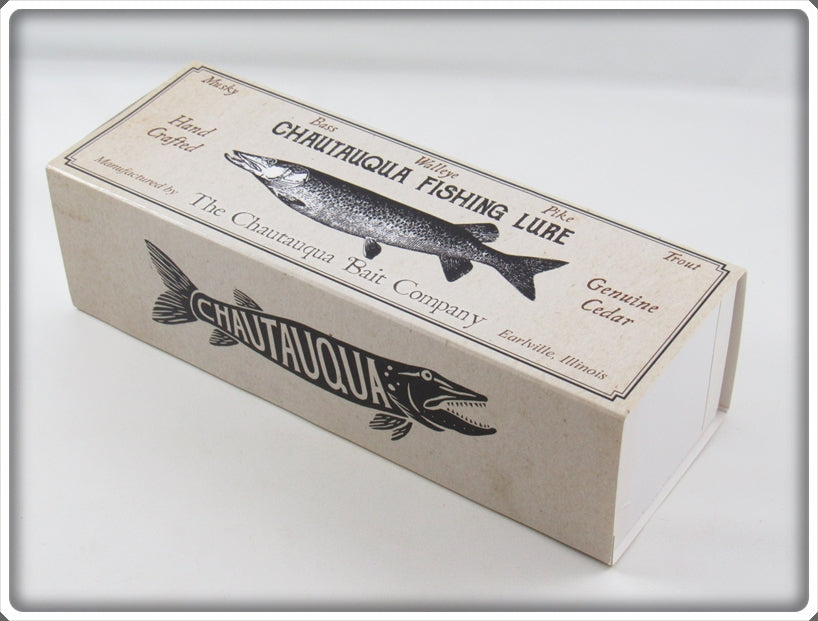 Musky
Bass
Walleye
Pike
Trout
Hand
Crafted
CHAUTAUQUA FISHING LURE
Genuine
Cedar
Manufactured by
The Chautauqua Bait Company
Earlville, Illinois
CHAUTAUQUA